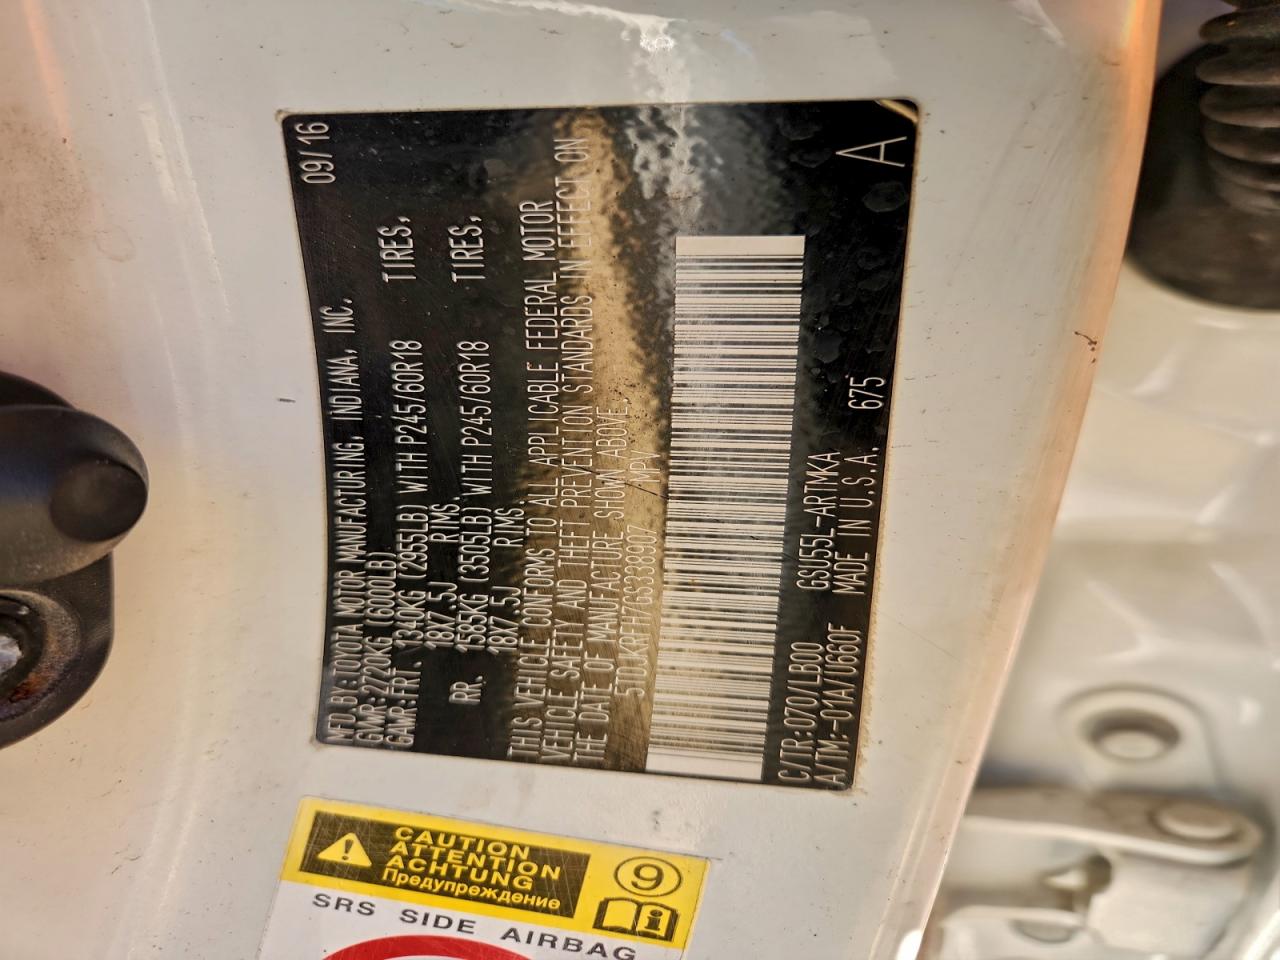 MFD.BY:TOYOTA MOTOR MANUFACTURING, INDIANA, INC. 09/16
GVWR:2720KG (6000LB)
GAWR:FRT. 1340KG (2955LB) WITH P245/60R18 TIRES,
18X7.5J RIMS.
RR. 1585KG (3505LB) WITH P245/60R18 TIRES,
18X7.5J RIMS.
THIS VEHICLE CONFORMS TO ALL APPLICABLE FEDERAL MOTOR
VEHICLE SAFETY AND THEFT PREVENTION STANDARDS IN EFFECT ON
THE DATE OF MANUFACTURE SHOWN ABOVE.
5TDJKRFH7GS338907 MPV
C/TR:070/LB00 GSU55L-ARTMKA
A/TM:-01A/U660F MADE IN U.S.A. 675 A
CAUTION
ATTENTION
ACHTUNG
Предупреждение
9
i
SRS SIDE AIRBAG